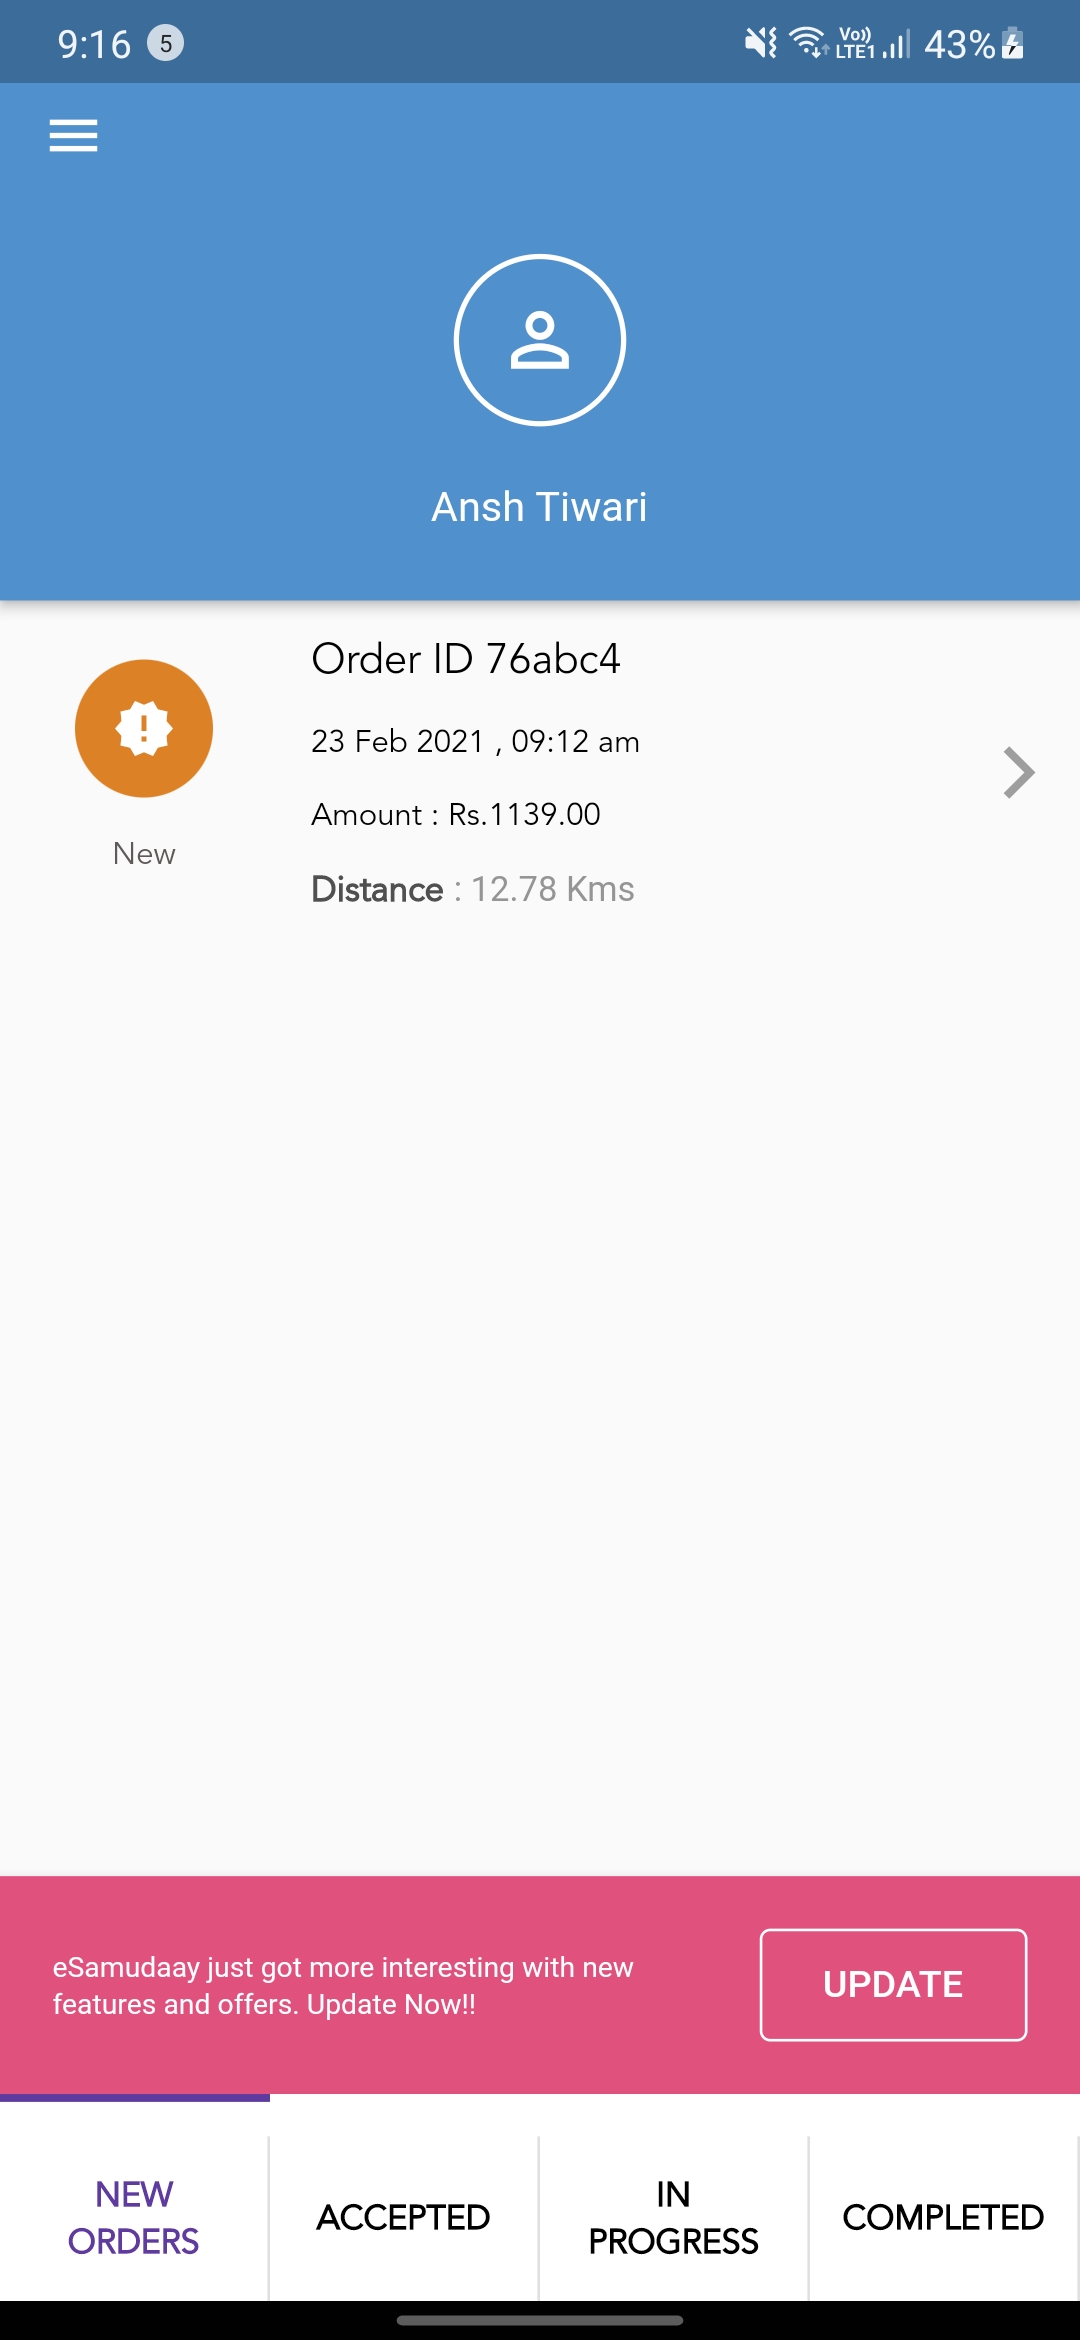 9:16 5 Vo)) LTE1 43%
Ansh Tiwari
Order ID 76abc4
23 Feb 2021 , 09:12 am
Amount : Rs.1139.00
New
Distance : 12.78 Kms
eSamudaay just got more interesting with new
features and offers. Update Now!!
UPDATE
NEW
ORDERS
ACCEPTED
IN
PROGRESS
COMPLETED